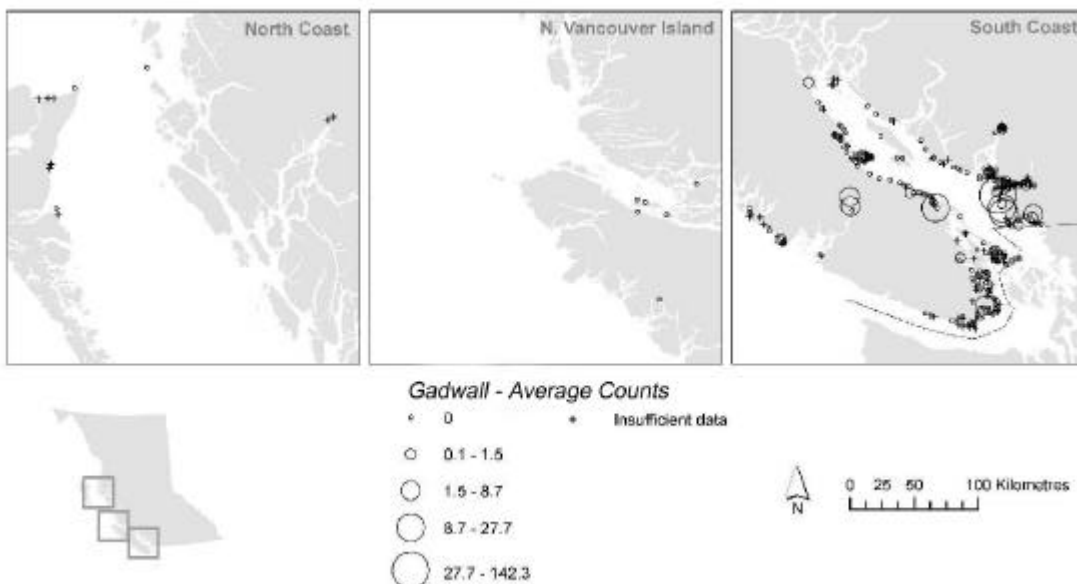 North Coast
N. Vancouver Island
South Coast
Gadwall - Average Counts
0
Insufficient data
0.1 - 1.5
1.5 - 8.7
8.7 - 27.7
27.7 - 142.3
N
0 25 50 100 Kilometres